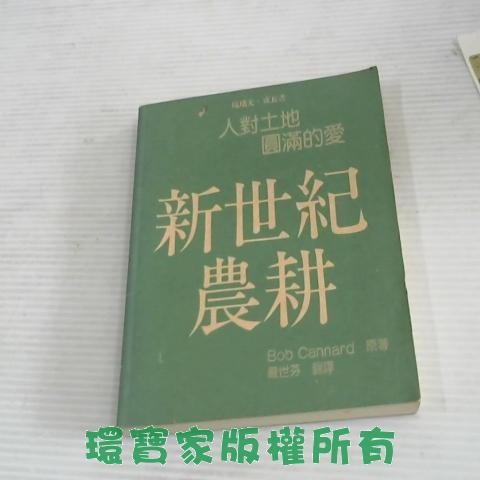 人對土地
圓滿的愛
新世紀
農耕
Bob Cannard 原著
嚴世芬 編譯
環寶家版權所有